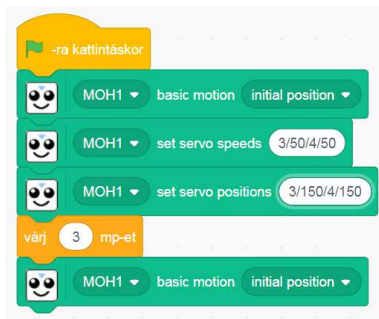 -ra kattintáskor
MOH1 basic motion initial position
MOH1 set servo speeds 3/50/4/50
MOH1 set servo positions 3/150/4/150
várj 3 mp-et
MOH1 basic motion initial position